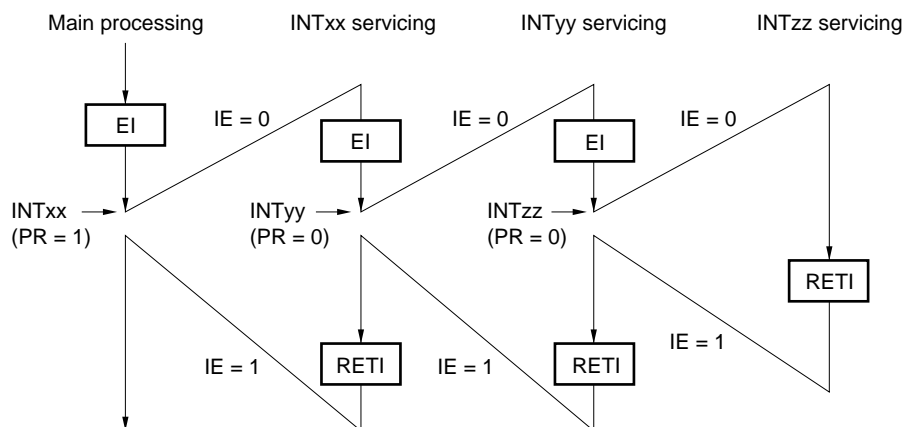 Main processing INTxx servicing INTyy servicing INTzz servicing
IE = 0 IE = 0 IE = 0
EI EI EI
INTxx INTyy INTzz
(PR = 1) (PR = 0) (PR = 0)
RETI
IE = 1 RETI IE = 1 RETI IE = 1